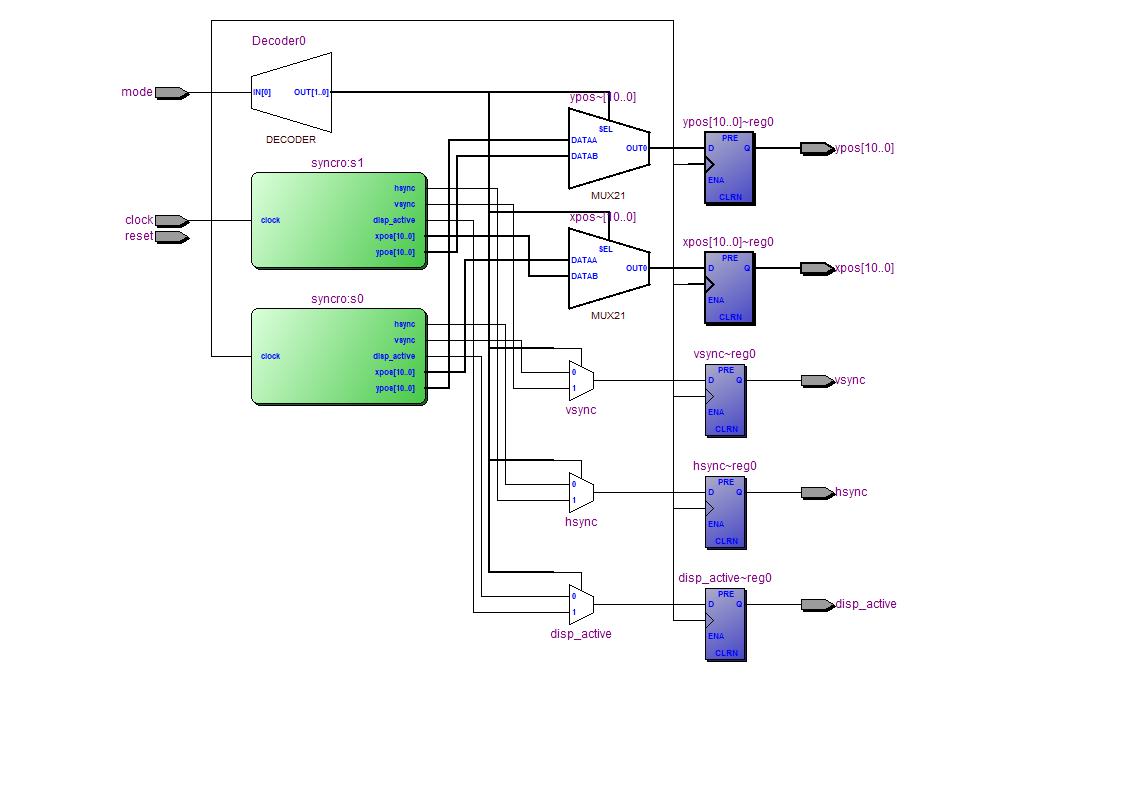 Decoder0
mode
IN[0]
OUT[1..0]
DECODER
ypos~[10..0]
SEL
DATAA
DATAB
OUT0
MUX21
ypos[10..0]~reg0
PRE
D
Q
ENA
CLRN
ypos[10..0]
syncro:s1
clock
reset
clock
hsync
vsync
disp_active
xpos[10..0]
ypos[10..0]
xpos~[10..0]
SEL
DATAA
DATAB
OUT0
MUX21
xpos[10..0]~reg0
PRE
D
Q
ENA
CLRN
xpos[10..0]
syncro:s0
clock
hsync
vsync
disp_active
xpos[10..0]
ypos[10..0]
0
1
vsync
vsync~reg0
PRE
D
Q
ENA
CLRN
vsync
0
1
hsync
hsync~reg0
PRE
D
Q
ENA
CLRN
hsync
0
1
disp_active
disp_active~reg0
PRE
D
Q
ENA
CLRN
disp_active